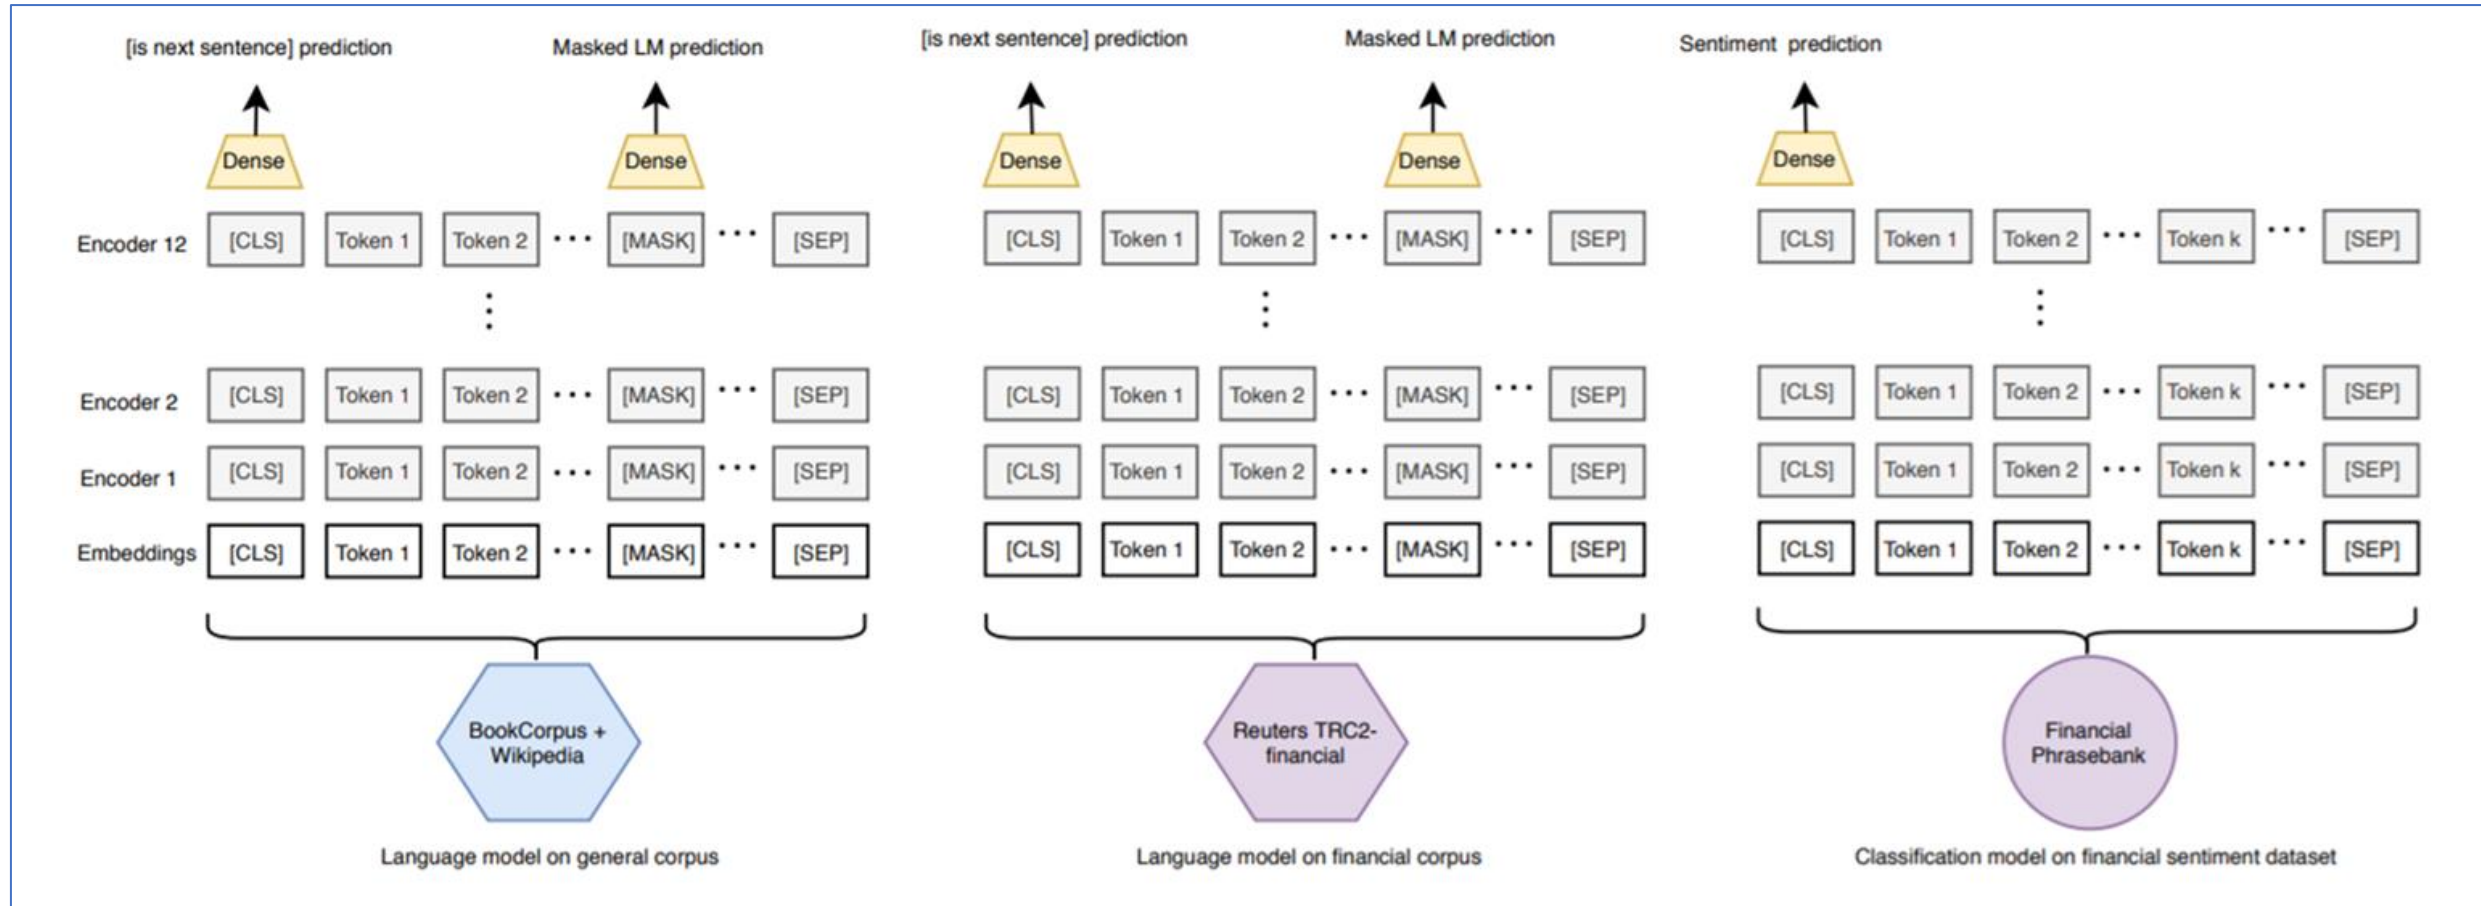 [is next sentence] prediction
Masked LM prediction
[is next sentence] prediction
Masked LM prediction
Sentiment prediction
Dense
Dense
Dense
Dense
Dense
Encoder 12 [CLS] Token 1 Token 2 ··· [MASK] ··· [SEP] [CLS] Token 1 Token 2 ··· [MASK] ··· [SEP] [CLS] Token 1 Token 2 ··· Token k ··· [SEP]
Encoder 2 [CLS] Token 1 Token 2 ··· [MASK] ··· [SEP] [CLS] Token 1 Token 2 ··· [MASK] ··· [SEP] [CLS] Token 1 Token 2 ··· Token k ··· [SEP]
Encoder 1 [CLS] Token 1 Token 2 ··· [MASK] ··· [SEP] [CLS] Token 1 Token 2 ··· [MASK] ··· [SEP] [CLS] Token 1 Token 2 ··· Token k ··· [SEP]
Embeddings [CLS] Token 1 Token 2 ··· [MASK] ··· [SEP] [CLS] Token 1 Token 2 ··· [MASK] ··· [SEP] [CLS] Token 1 Token 2 ··· Token k ··· [SEP]
BookCorpus +
Wikipedia
Reuters TRC2-
financial
Financial
Phrasebank
Language model on general corpus
Language model on financial corpus
Classification model on financial sentiment dataset